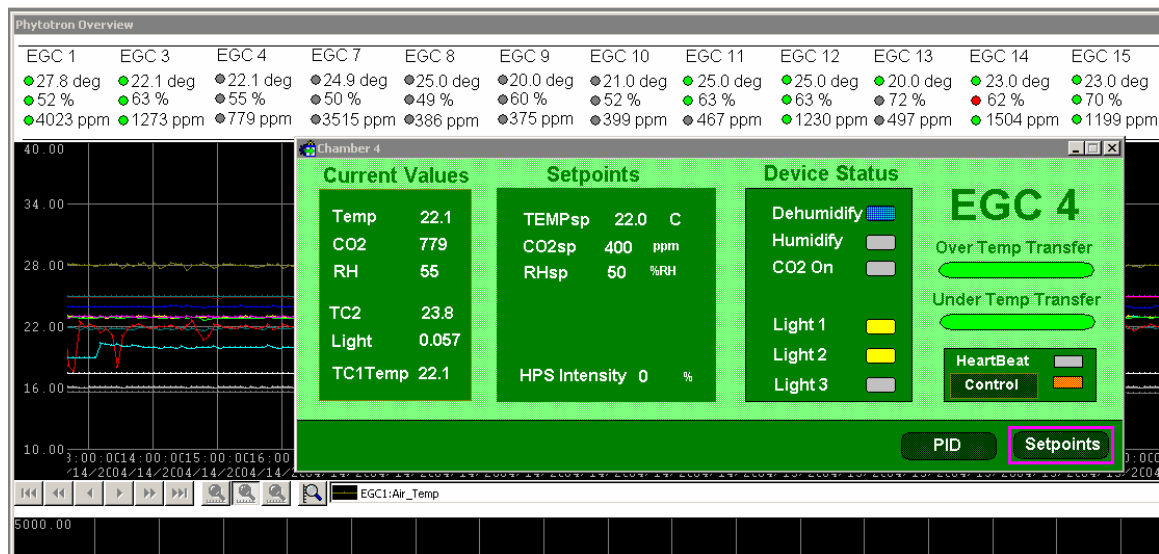 Phytotron Overview
EGC 1 EGC 3 EGC 4 EGC 7 EGC 8 EGC 9 EGC 10 EGC 11 EGC 12 EGC 13 EGC 14 EGC 15
27.8 deg 22.1 deg 22.1 deg 24.9 deg 25.0 deg 20.0 deg 21.0 deg 25.0 deg 25.0 deg 20.0 deg 23.0 deg 23.0 deg
52 % 63 % 55 % 50 % 49 % 60 % 52 % 63 % 63 % 72 % 62 % 70 %
4023 ppm 1273 ppm 779 ppm 3515 ppm 386 ppm 375 ppm 399 ppm 467 ppm 1230 ppm 497 ppm 1504 ppm 1199 ppm
40.00
34.00
28.00
22.00
16.00
10.00
Chamber 4
Current Values
Temp 22.1
CO2 779
RH 55
TC2 23.8
Light 0.057
TC1Temp 22.1
Setpoints
TEMPsp 22.0 C
CO2sp 400 ppm
RHsp 50 %RH
HPS Intensity 0 %
Device Status
Dehumidify
Humidify
CO2 On
Light 1
Light 2
Light 3
EGC 4
Over Temp Transfer
Under Temp Transfer
HeartBeat
Control
PID Setpoints
EGC1:Air_Temp
5000.00